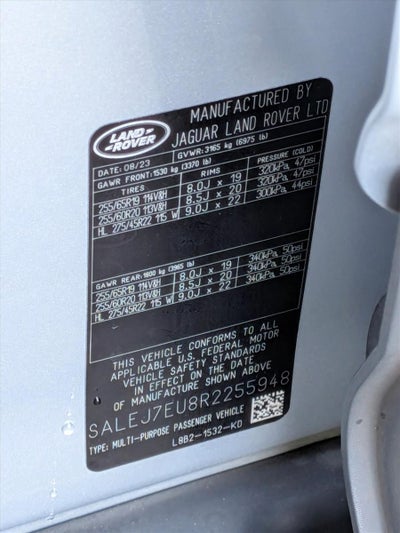 LAND-
-ROVER
MANUFACTURED BY
JAGUAR LAND ROVER LTD
DATE: 08/23 GVWR: 3165 kg (6975 lb)
GAWR FRONT: 1530 kg (3370 lb)
TIRES RIMS PRESSURE (COLD)
255/65R19 114V&H 8.0J x 19 320kPa, 47psi
255/60R20 113V&H 8.5J x 20 320kPa, 47psi
HL 275/45R22 115 W 9.0J x 22 300kPa, 44psi
GAWR REAR: 1800 kg (3965 lb)
255/65R19 114V&H 8.0J x 19 340kPa, 50psi
255/60R20 113V&H 8.5J x 20 340kPa, 50psi
HL 275/45R22 115 W 9.0J x 22 340kPa, 50psi
THIS VEHICLE CONFORMS TO ALL
APPLICABLE U.S. FEDERAL MOTOR
VEHICLE SAFETY STANDARDS
IN EFFECT ON THE DATE
OF MANUFACTURE SHOWN ABOVE
SALEJ7EU8R2255948
TYPE: MULTI-PURPOSE PASSENGER VEHICLE
L8B2-1532-KD